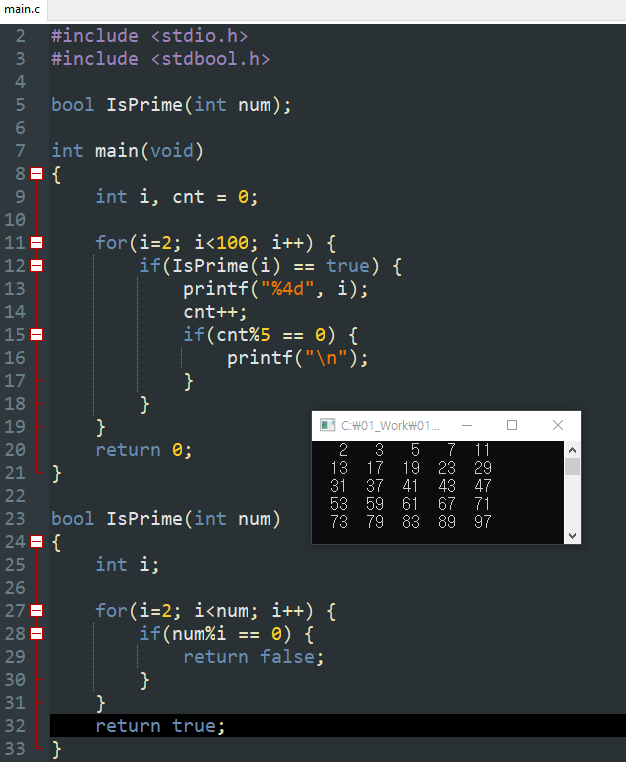 main.c
2 #include <stdio.h>
3 #include <stdbool.h>
4
5 bool IsPrime(int num);
6
7 int main(void)
8 {
9     int i, cnt = 0;
10
11     for(i=2; i<100; i++) {
12         if(IsPrime(i) == true) {
13             printf("%4d", i);
14             cnt++;
15             if(cnt%5 == 0) {
16                 printf("\n");
17             }
18         }
19     }
20     return 0;
21 }
22
23 bool IsPrime(int num)
24 {
25     int i;
26
27     for(i=2; i<num; i++) {
28         if(num%i == 0) {
29             return false;
30         }
31     }
32     return true;
33 }
C:₩01_Work₩01...
2 3 5 7 11
13 17 19 23 29
31 37 41 43 47
53 59 61 67 71
73 79 83 89 97